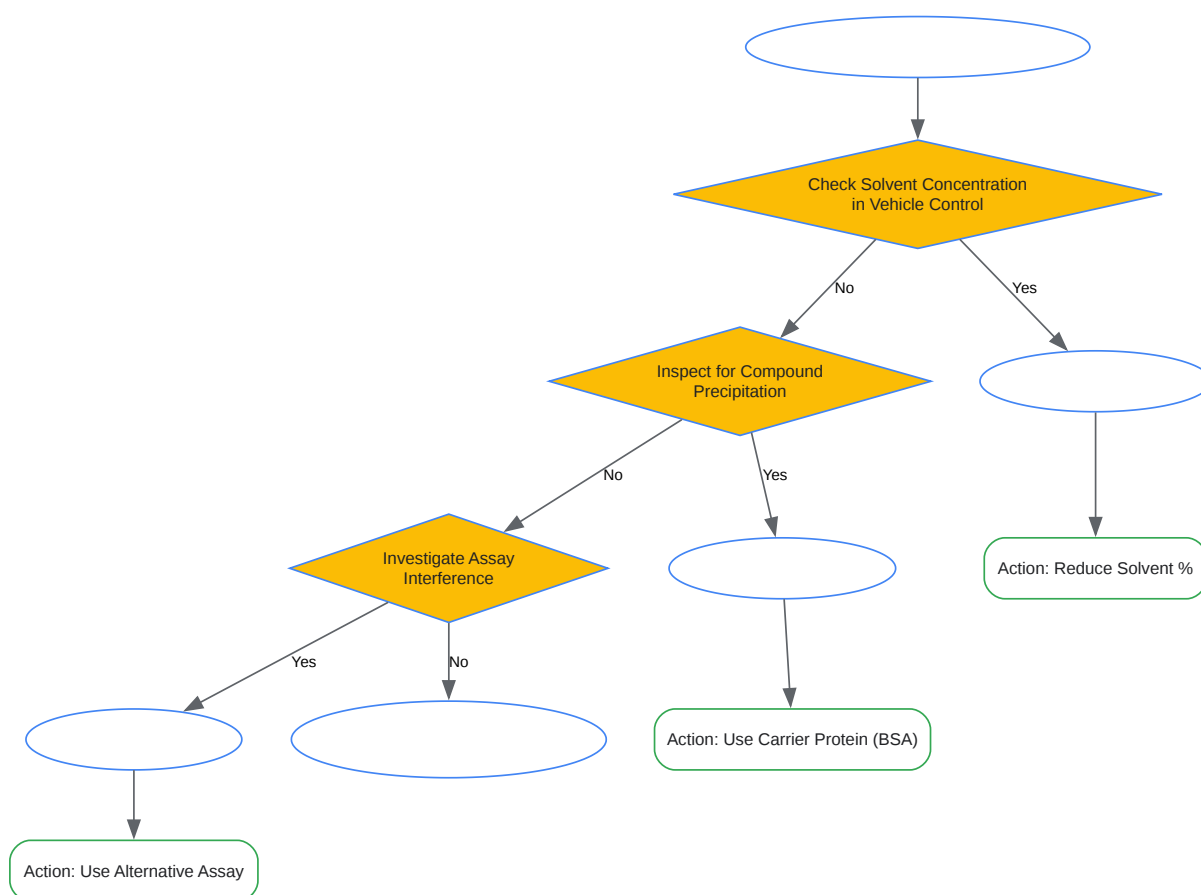 Check Solvent Concentration
in Vehicle Control
No
Yes
Inspect for Compound
Precipitation
No
Yes
Investigate Assay
Interference
Action: Reduce Solvent %
Yes
No
Action: Use Carrier Protein (BSA)
Action: Use Alternative Assay